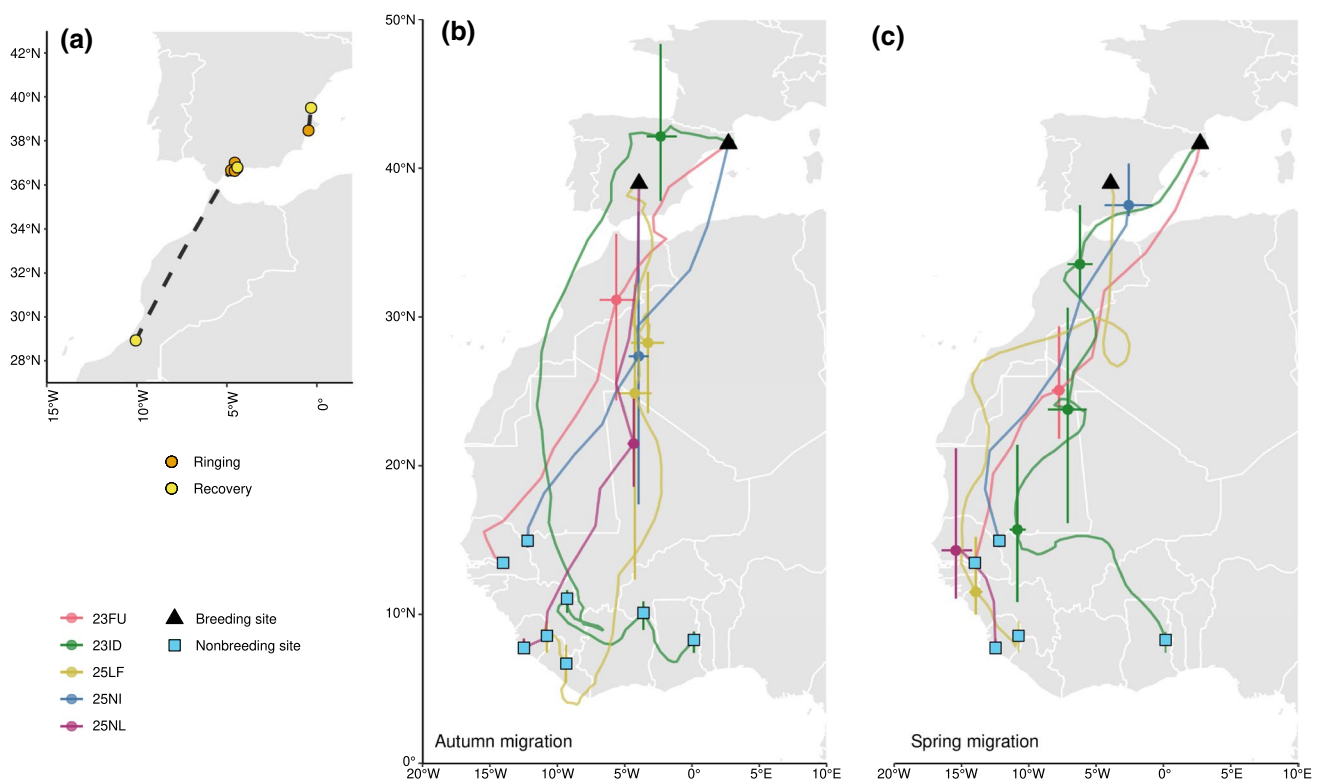 (a)
42°N
40°N
38°N
36°N
34°N
32°N
30°N
28°N
15°W
10°W
5°W
0°
Ringing
Recovery
23FU
23ID
25LF
25NI
25NL
Breeding site
Nonbreeding site
(b)
50°N
40°N
30°N
20°N
10°N
0°
Autumn migration
20°W
15°W
10°W
5°W
0°
5°E
10°E
(c)
Spring migration
20°W
15°W
10°W
5°W
0°
5°E
10°E